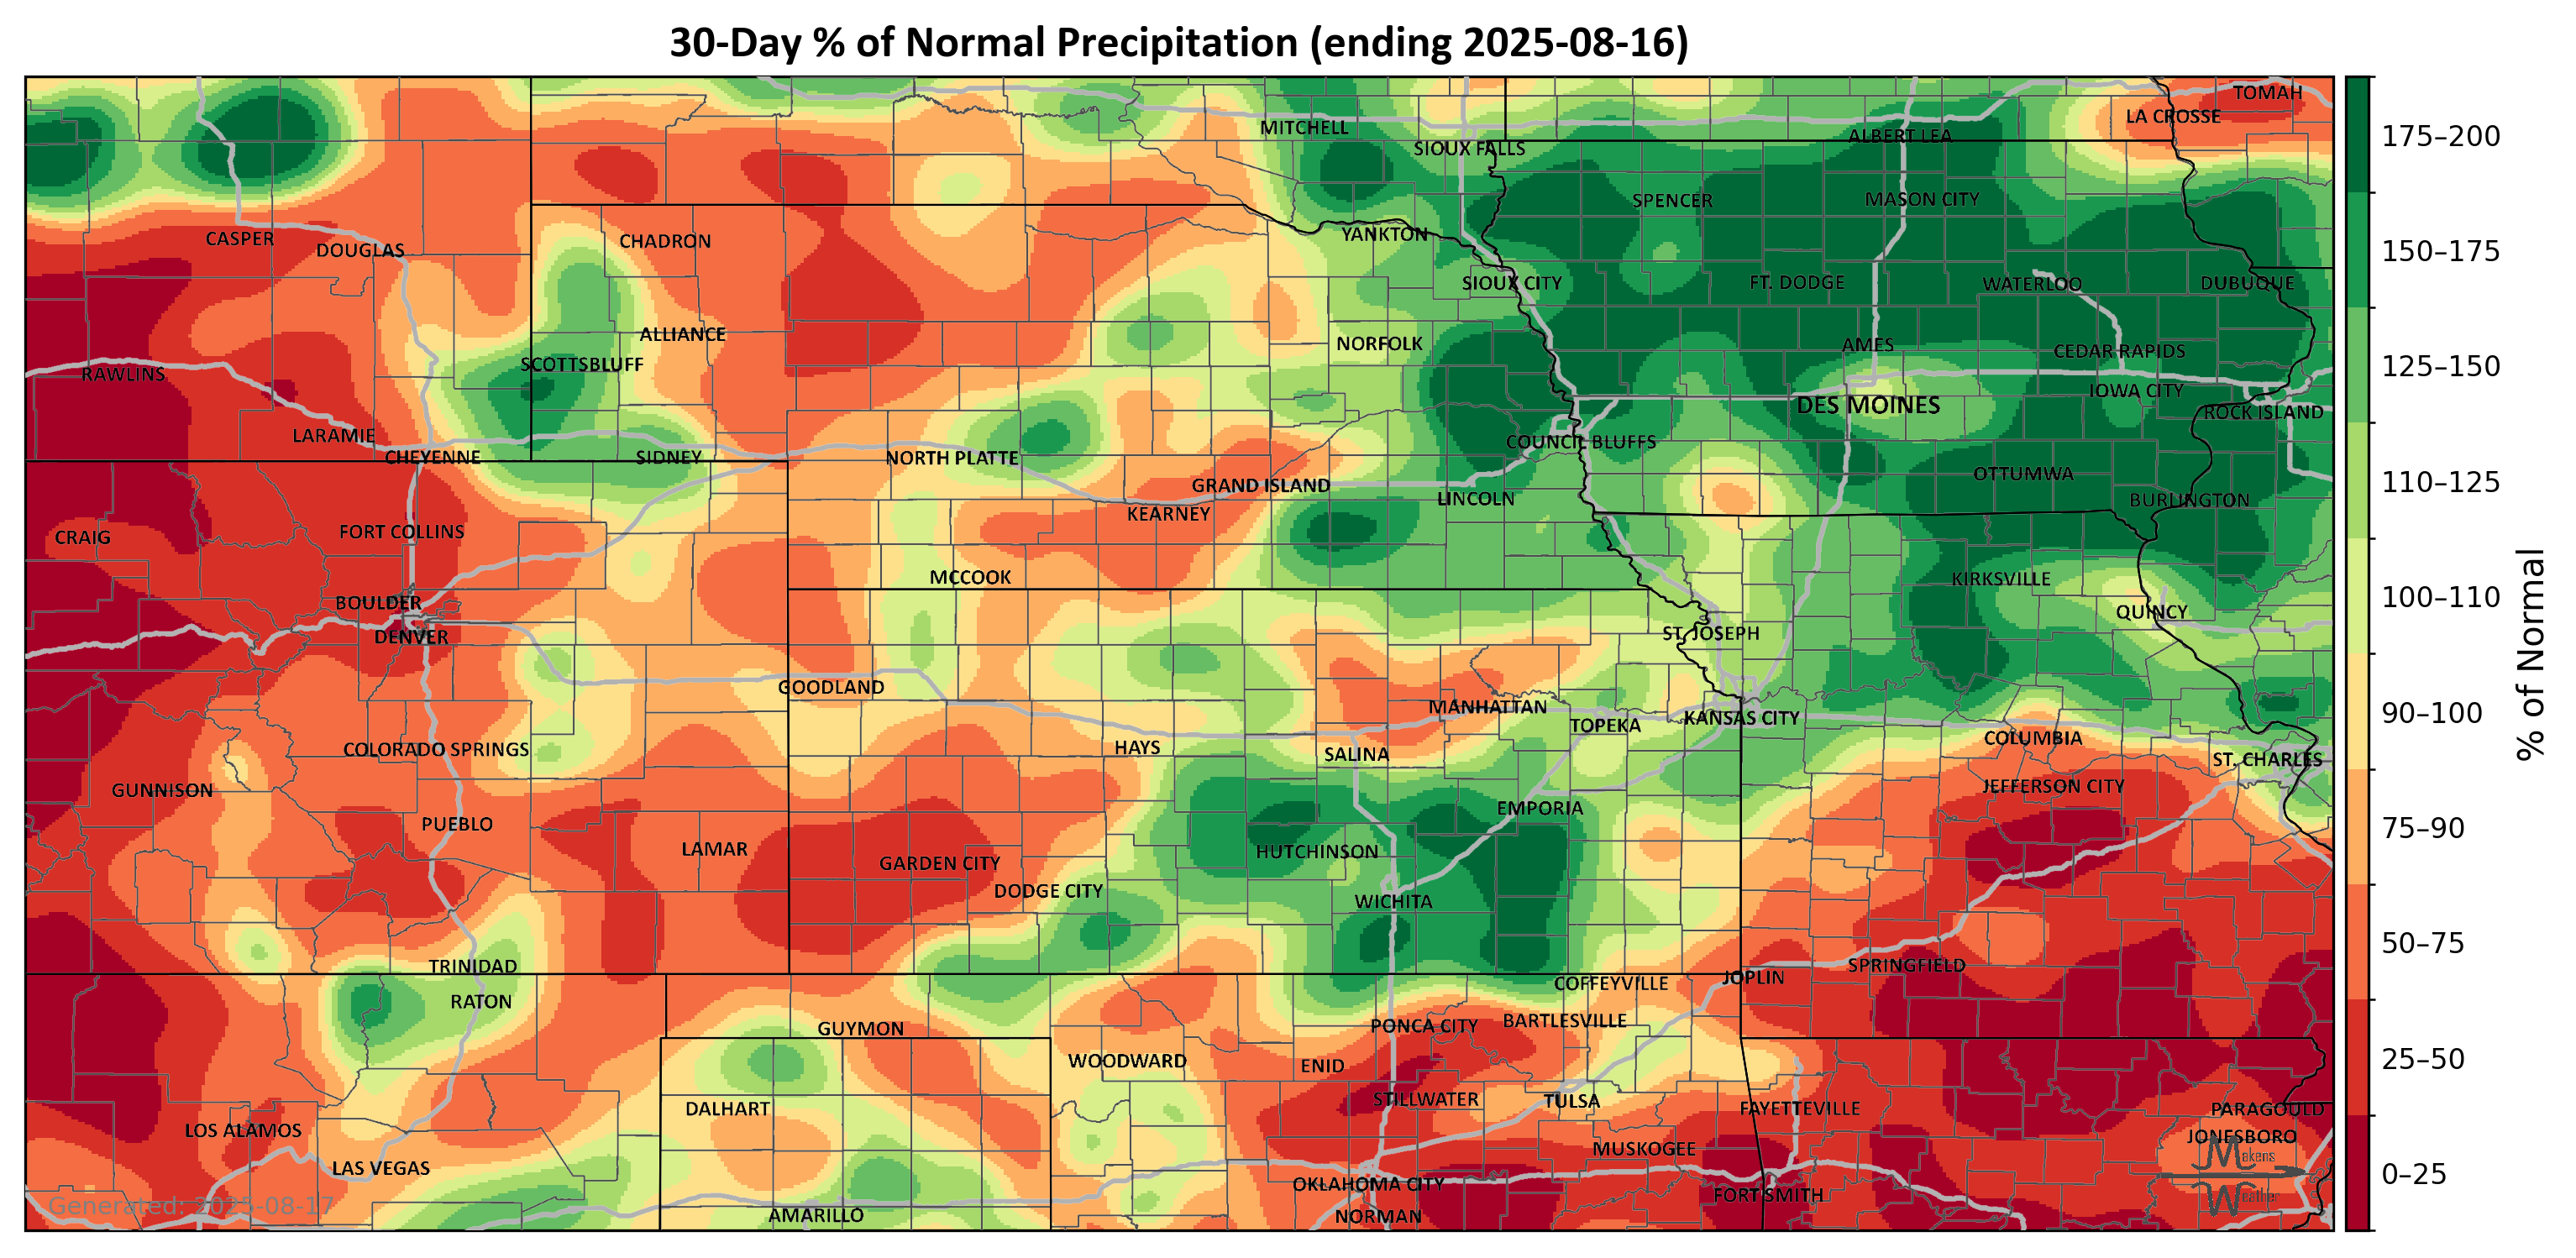 30-Day % of Normal Precipitation (ending 2025-08-16)
TOMAH
LA CROSSE
MITCHELL
ALBERT LEA
SIOUX FALLS
SPENCER
MASON CITY
CASPER
DOUGLAS
CHADRON
YANKTON
SIOUX CITY
FT. DODGE
WATERLOO
DUBUQUE
ALLIANCE
NORFOLK
AMES
CEDAR RAPIDS
SCOTTSBLUFF
RAWLINS
IOWA CITY
DES MOINES
ROCK ISLAND
LARAMIE
COUNCIL BLUFFS
CHEYENNE
SIDNEY
NORTH PLATTE
OTTUMWA
GRAND ISLAND
LINCOLN
BURLINGTON
KEARNEY
FORT COLLINS
CRAIG
MCCOOK
KIRKSVILLE
BOULDER
QUINCY
DENVER
ST. JOSEPH
GOODLAND
MANHATTAN
KANSAS CITY
TOPEKA
COLUMBIA
COLORADO SPRINGS
HAYS
SALINA
ST. CHARLES
GUNNISON
JEFFERSON CITY
EMPORIA
PUEBLO
LAMAR
HUTCHINSON
GARDEN CITY
DODGE CITY
WICHITA
TRINIDAD
SPRINGFIELD
JOPLIN
COFFEYVILLE
RATON
BARTLESVILLE
PONCA CITY
GUYMON
WOODWARD
ENID
STILLWATER
TULSA
DALHART
FAYETTEVILLE
PARAGOULD
LOS ALAMOS
JONESBORO
MUSKOGEE
LAS VEGAS
OKLAHOMA CITY
FORT SMITH
AMARILLO
NORMAN
Generated: 2025-08-17
Makens
Weather
175–200
150–175
125–150
110–125
100–110
90–100
75–90
50–75
25–50
0–25
% of Normal